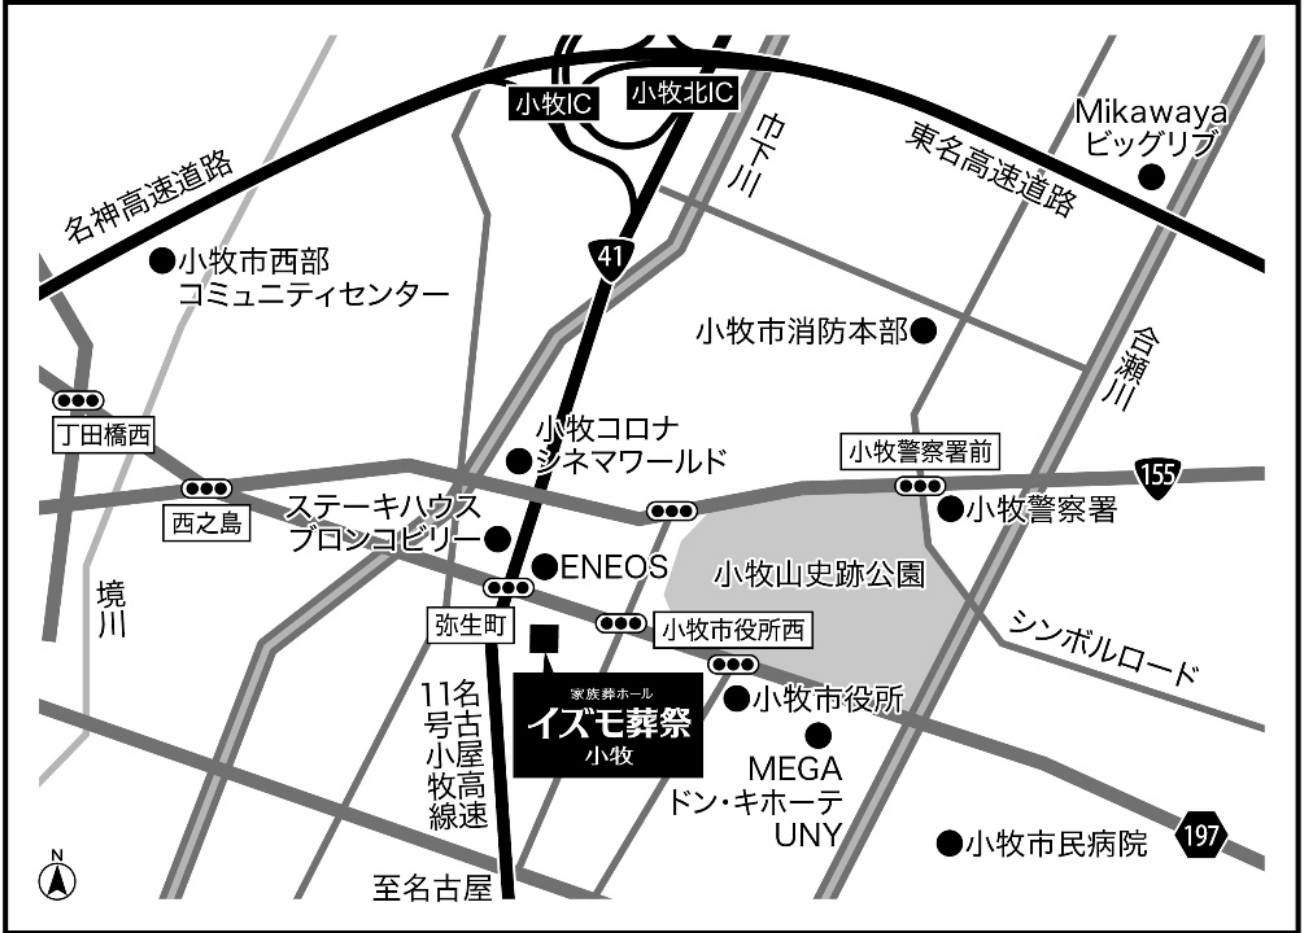 小牧IC
小牧北IC
Mikawaya
ビッグリブ
巾下川
東名高速道路
名神高速道路
41
小牧市西部
コミュニティセンター
小牧市消防本部
合瀬川
丁田橋西
小牧コロナ
シネマワールド
小牧警察署前
155
西之島
ステーキハウス
ブロンコビリー
小牧警察署
ENEOS
小牧山史跡公園
境川
弥生町
小牧市役所西
シンボルロード
家族葬ホール
イズモ葬祭
小牧
名古屋高速
11号小牧線
小牧市役所
MEGA
ドン・キホーテ
UNY
197
小牧市民病院
N
至名古屋